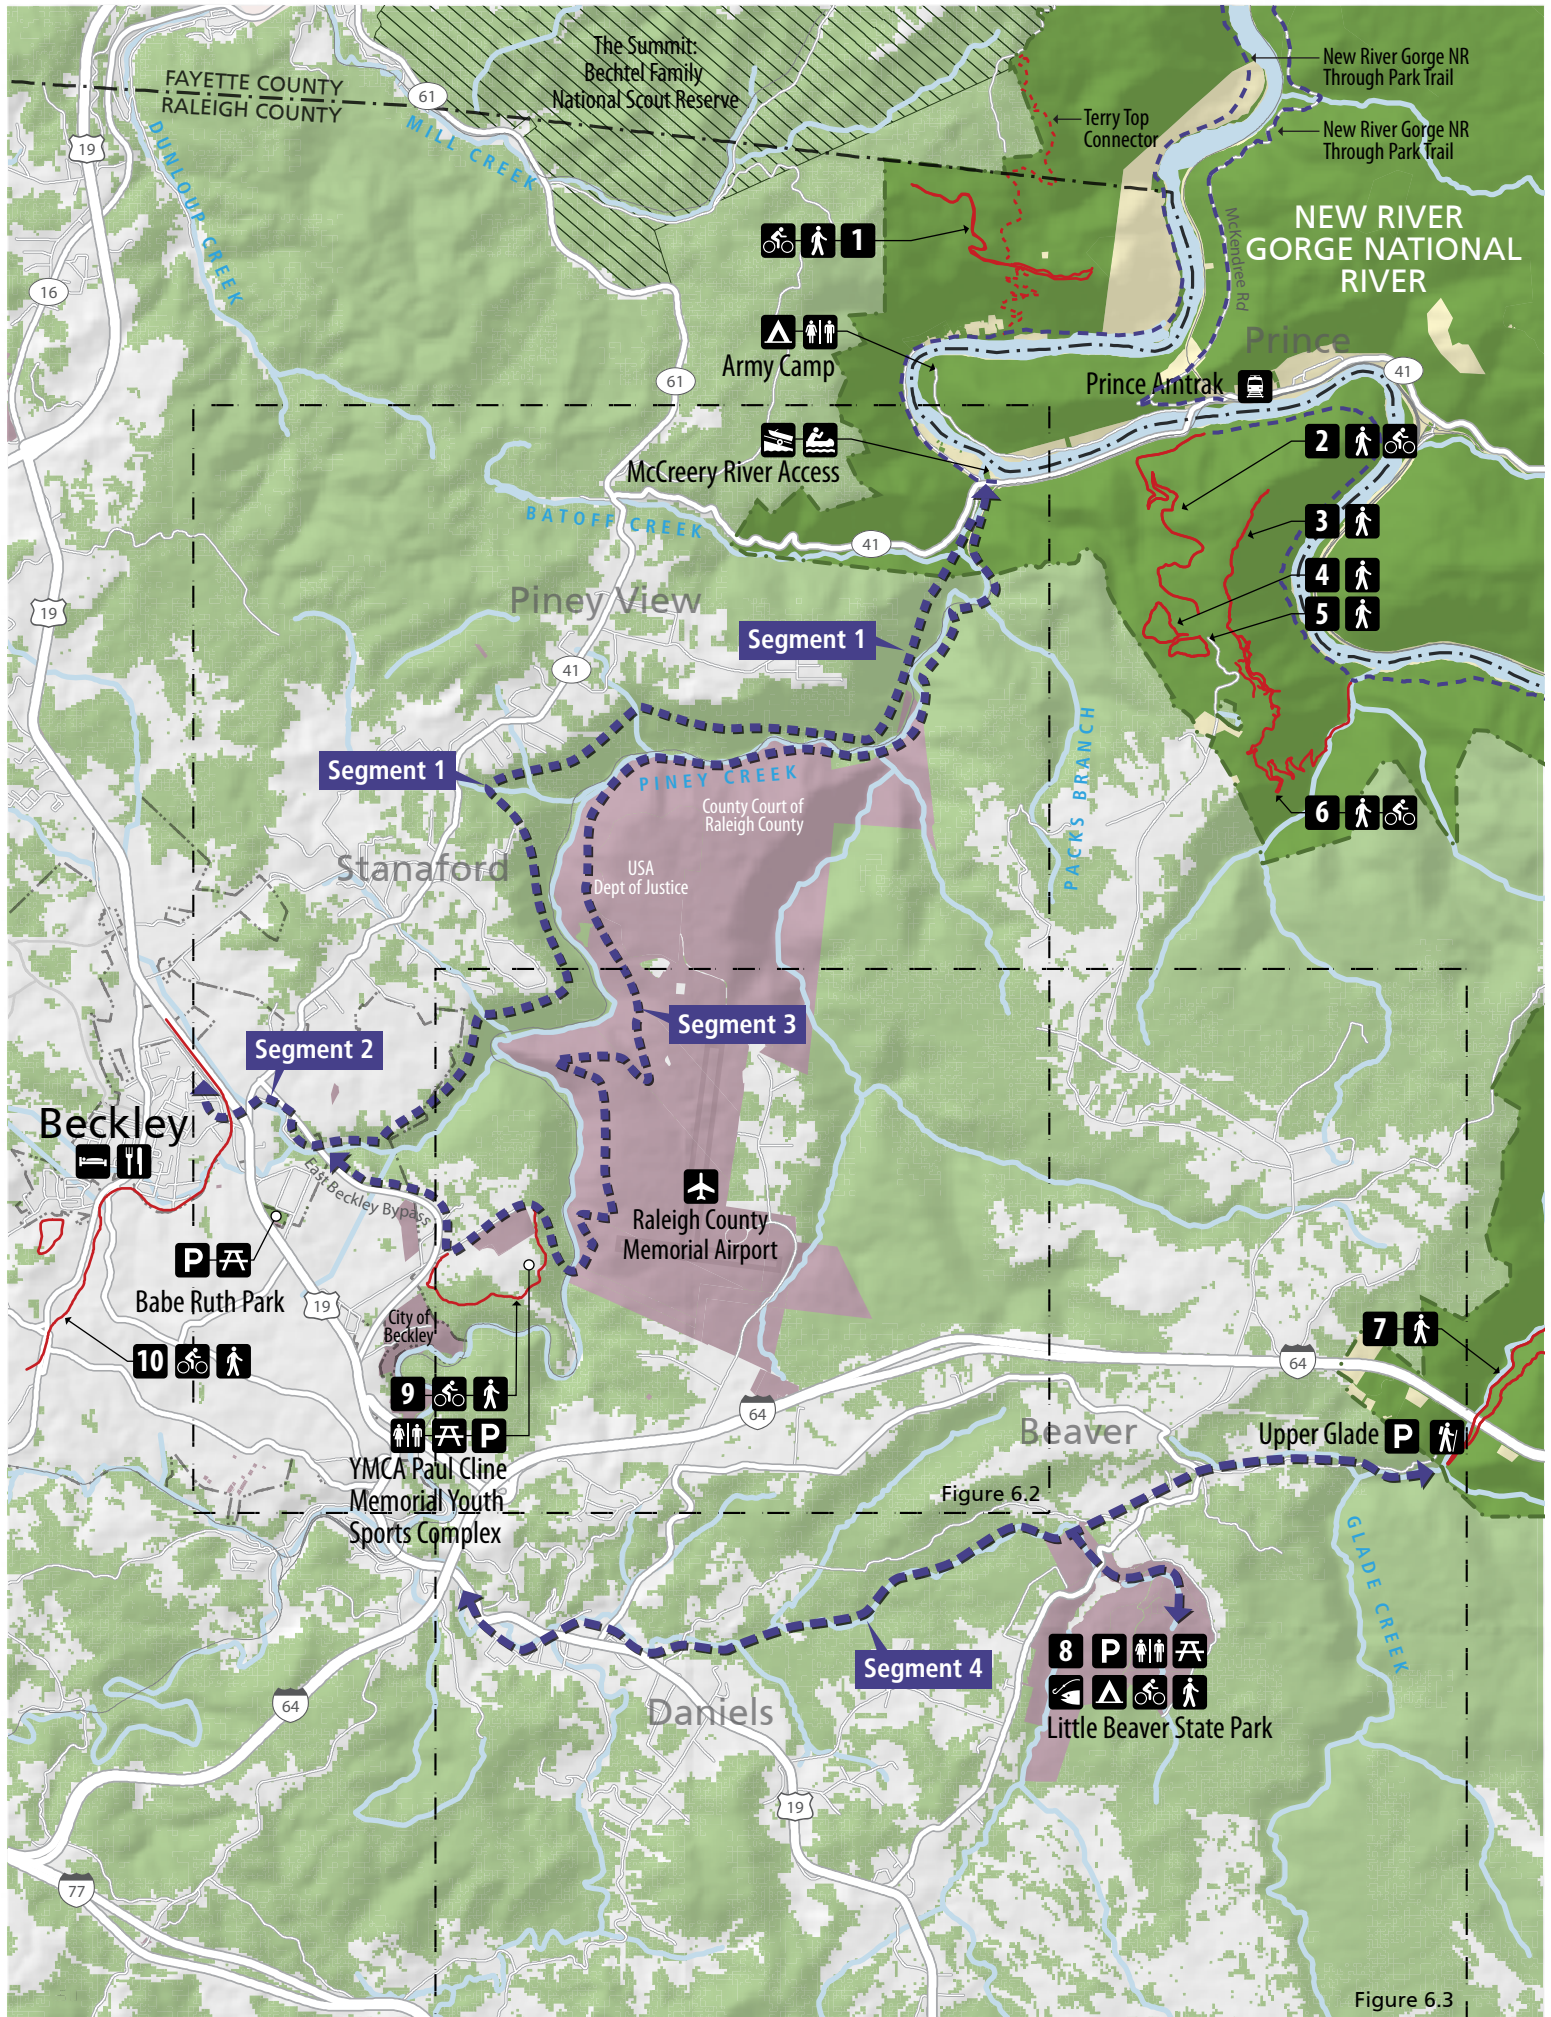 The Summit:
Bechtel Family
National Scout Reserve
FAYETTE COUNTY
RALEIGH COUNTY
61
19
MILL CREEK
DUNLOUP CREEK
New River Gorge NR
Through Park Trail
Terry Top
Connector
New River Gorge NR
Through Park Trail
McKendree Rd
NEW RIVER
GORGE NATIONAL
RIVER
1
16
Army Camp
61
Prince
Prince Amtrak
41
McCreery River Access
2
BATOFF CREEK
41
3
4
5
Piney View
19
Segment 1
41
Segment 1
PINEY CREEK
PACKS BRANCH
County Court of
Raleigh County
6
Stanaford
USA
Dept of Justice
Segment 3
Segment 2
Beckley
East Beckley Bypass
Raleigh County
Memorial Airport
P
Babe Ruth Park
19
City of
Beckley
7
10
64
9
64
Beaver
Upper Glade P
P
YMCA Paul Cline
Memorial Youth
Sports Complex
Figure 6.2
GLADE CREEK
8 P
Segment 4
Little Beaver State Park
64
Daniels
19
77
Figure 6.3